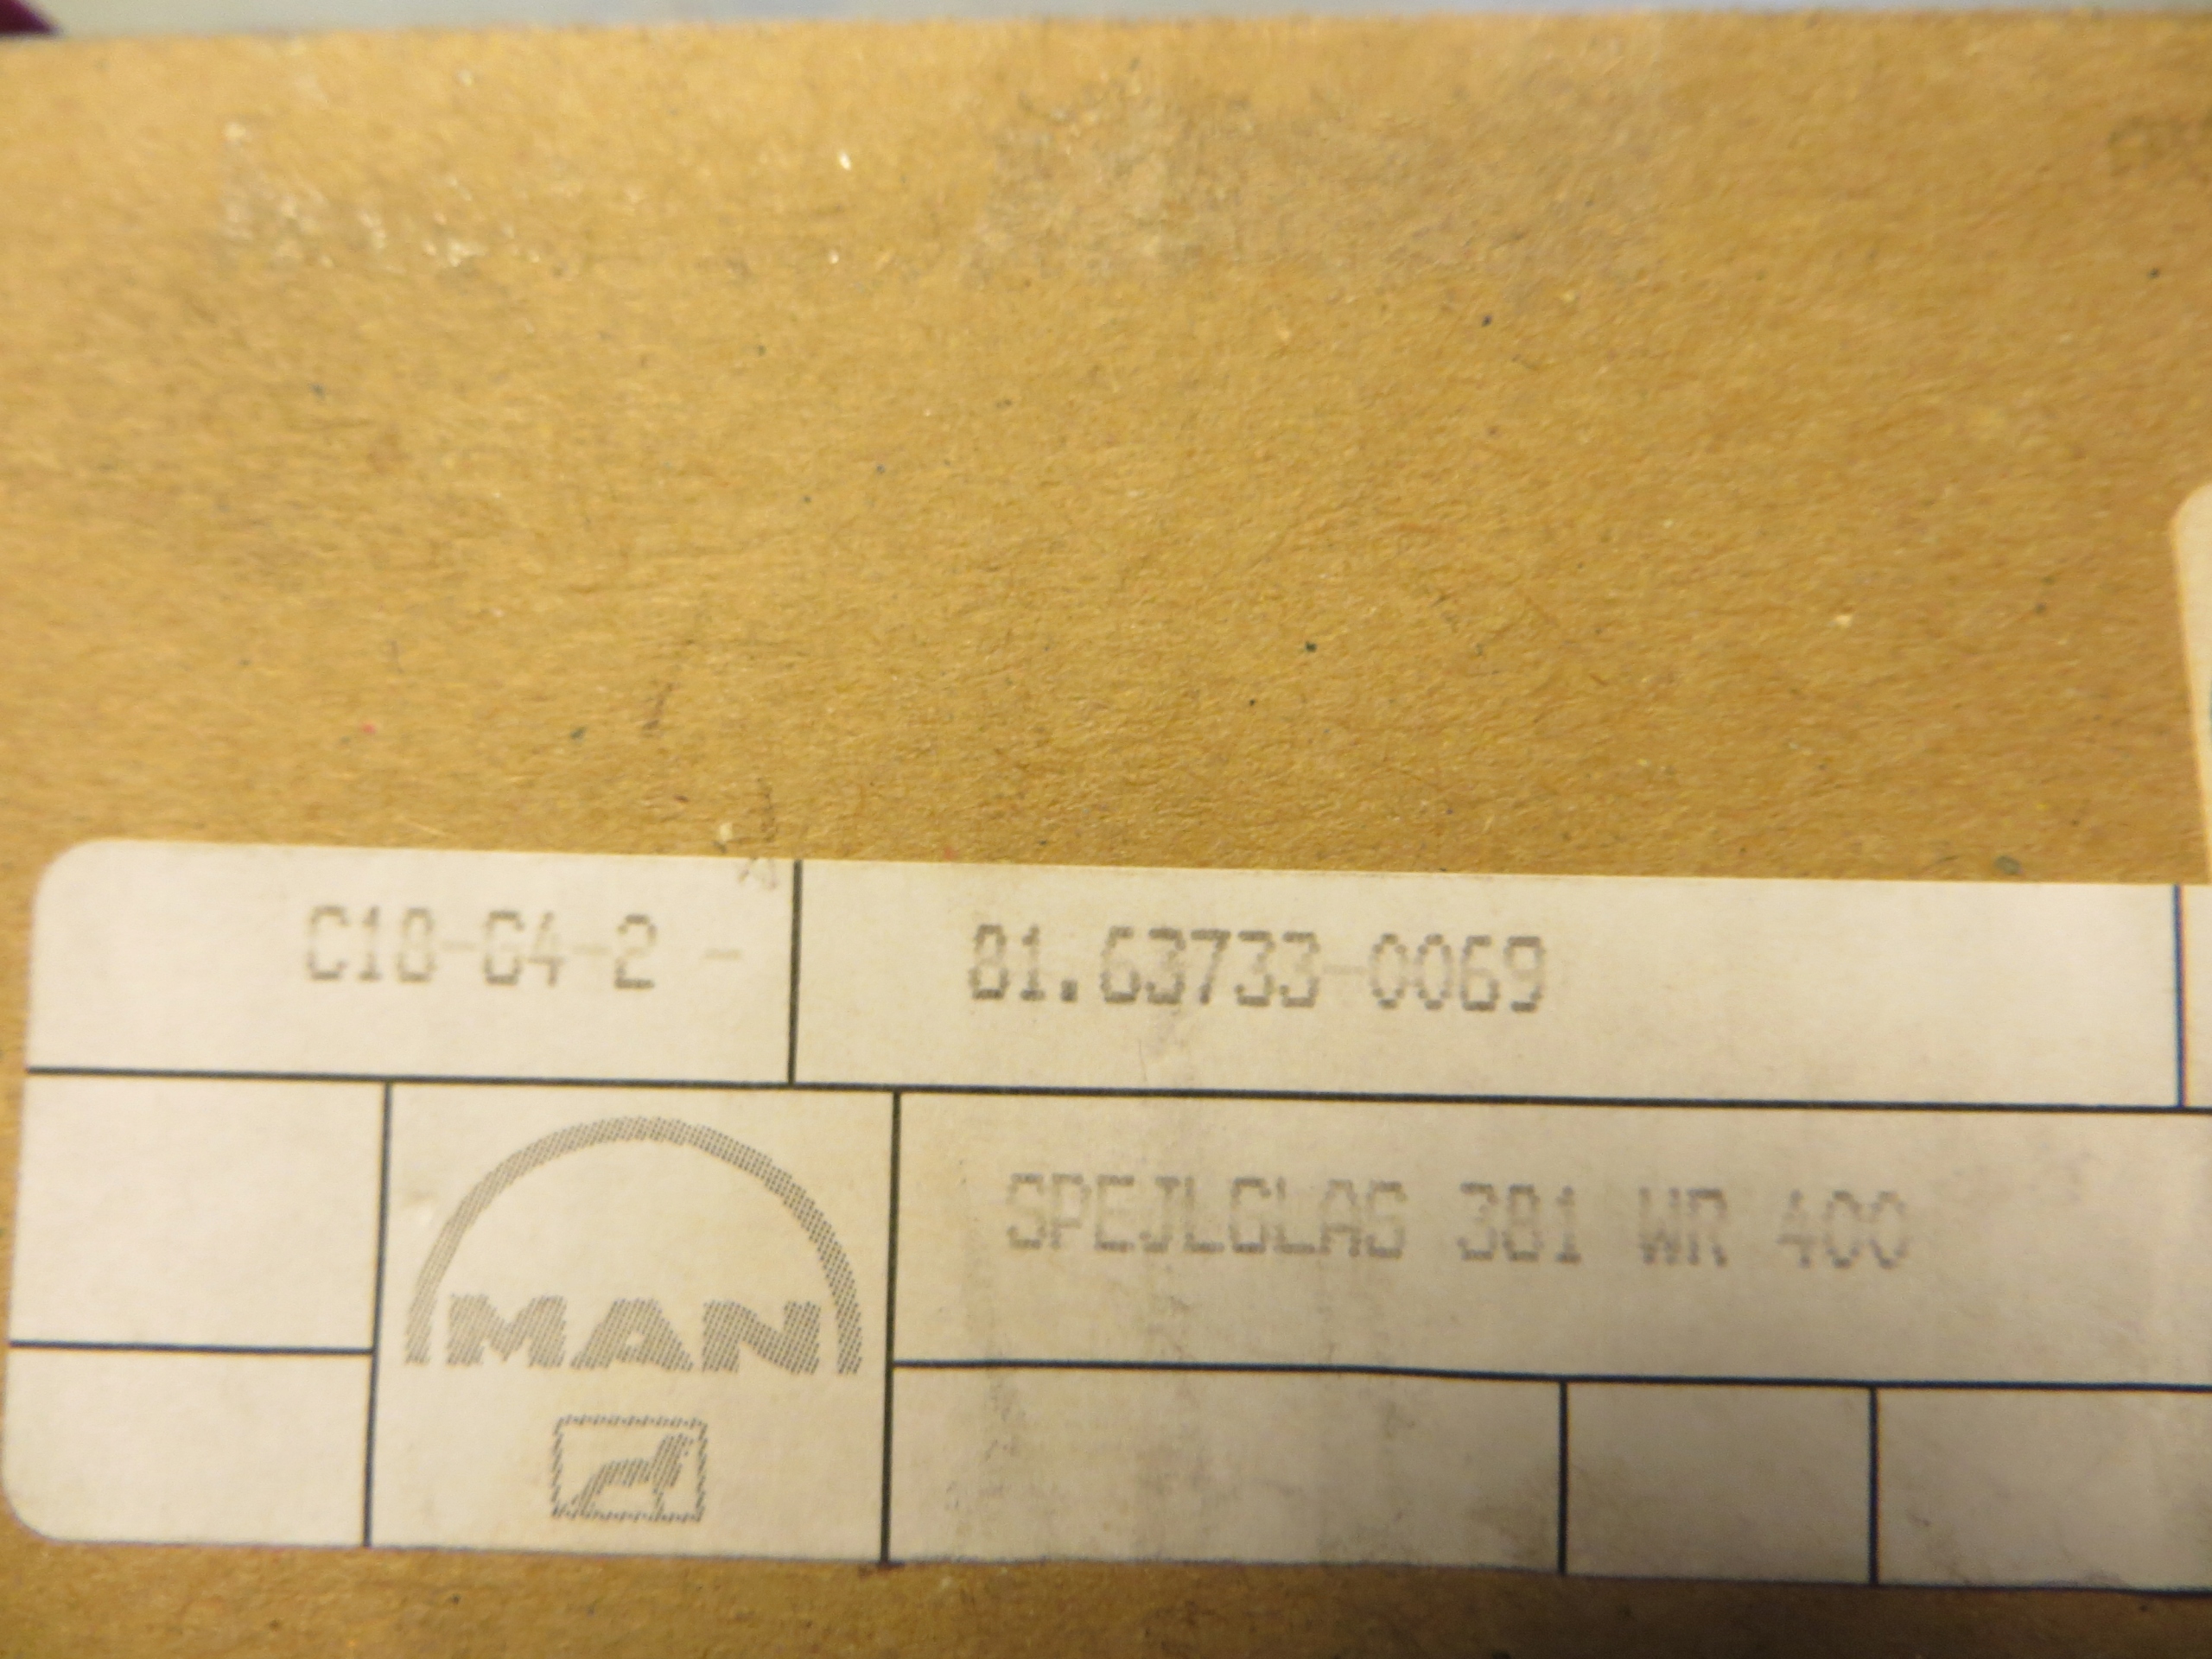 C18-G4-2 -
81.63733-0069
MAN
SPEJLGLAS 381 WR 400